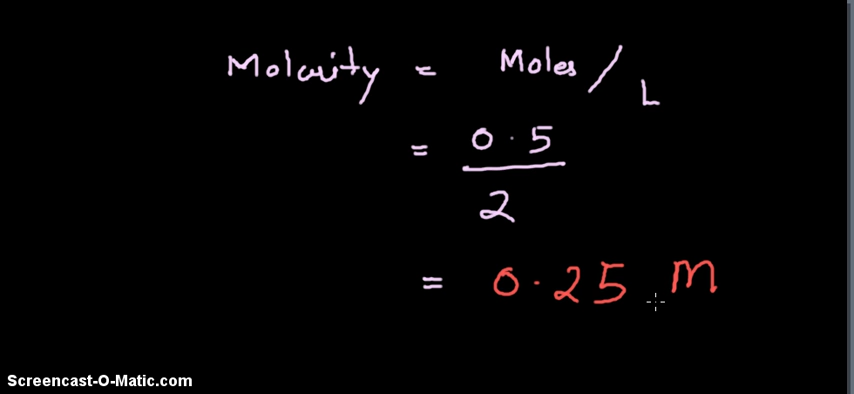 Molarity = Moles / L
= 0.5 / 2
= 0.25 M
Screencast-O-Matic.com